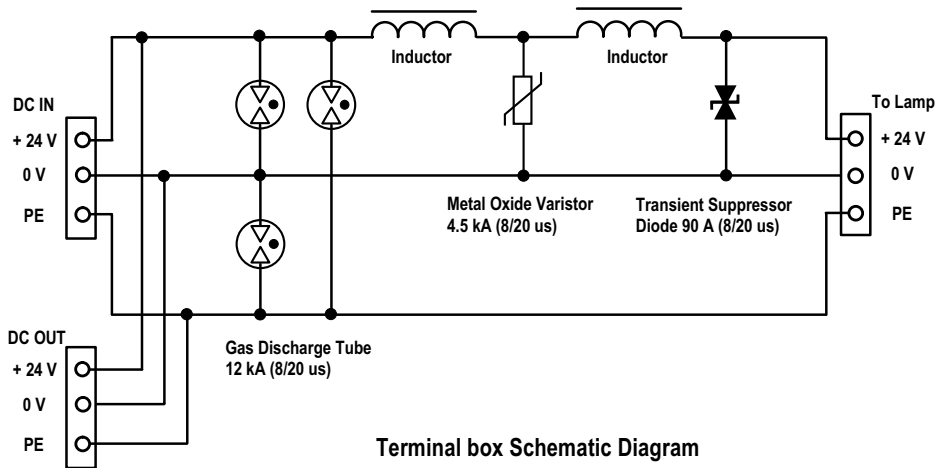 Inductor
Inductor
DC IN
+ 24 V
0 V
PE
To Lamp
+ 24 V
0 V
PE
Metal Oxide Varistor
4.5 kA (8/20 us)
Transient Suppressor
Diode 90 A (8/20 us)
DC OUT
+ 24 V
0 V
PE
Gas Discharge Tube
12 kA (8/20 us)
Terminal box Schematic Diagram